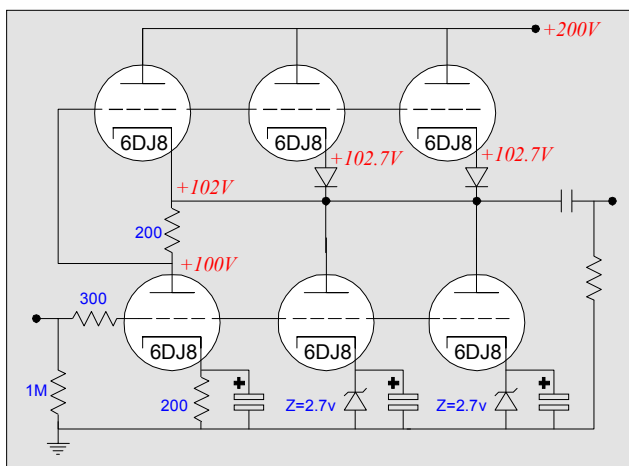 +200V
6DJ8
6DJ8
6DJ8
+102.7V
+102.7V
+102V
200
+100V
300
6DJ8
6DJ8
6DJ8
+
+
+
1M
200
Z=2.7v
Z=2.7v